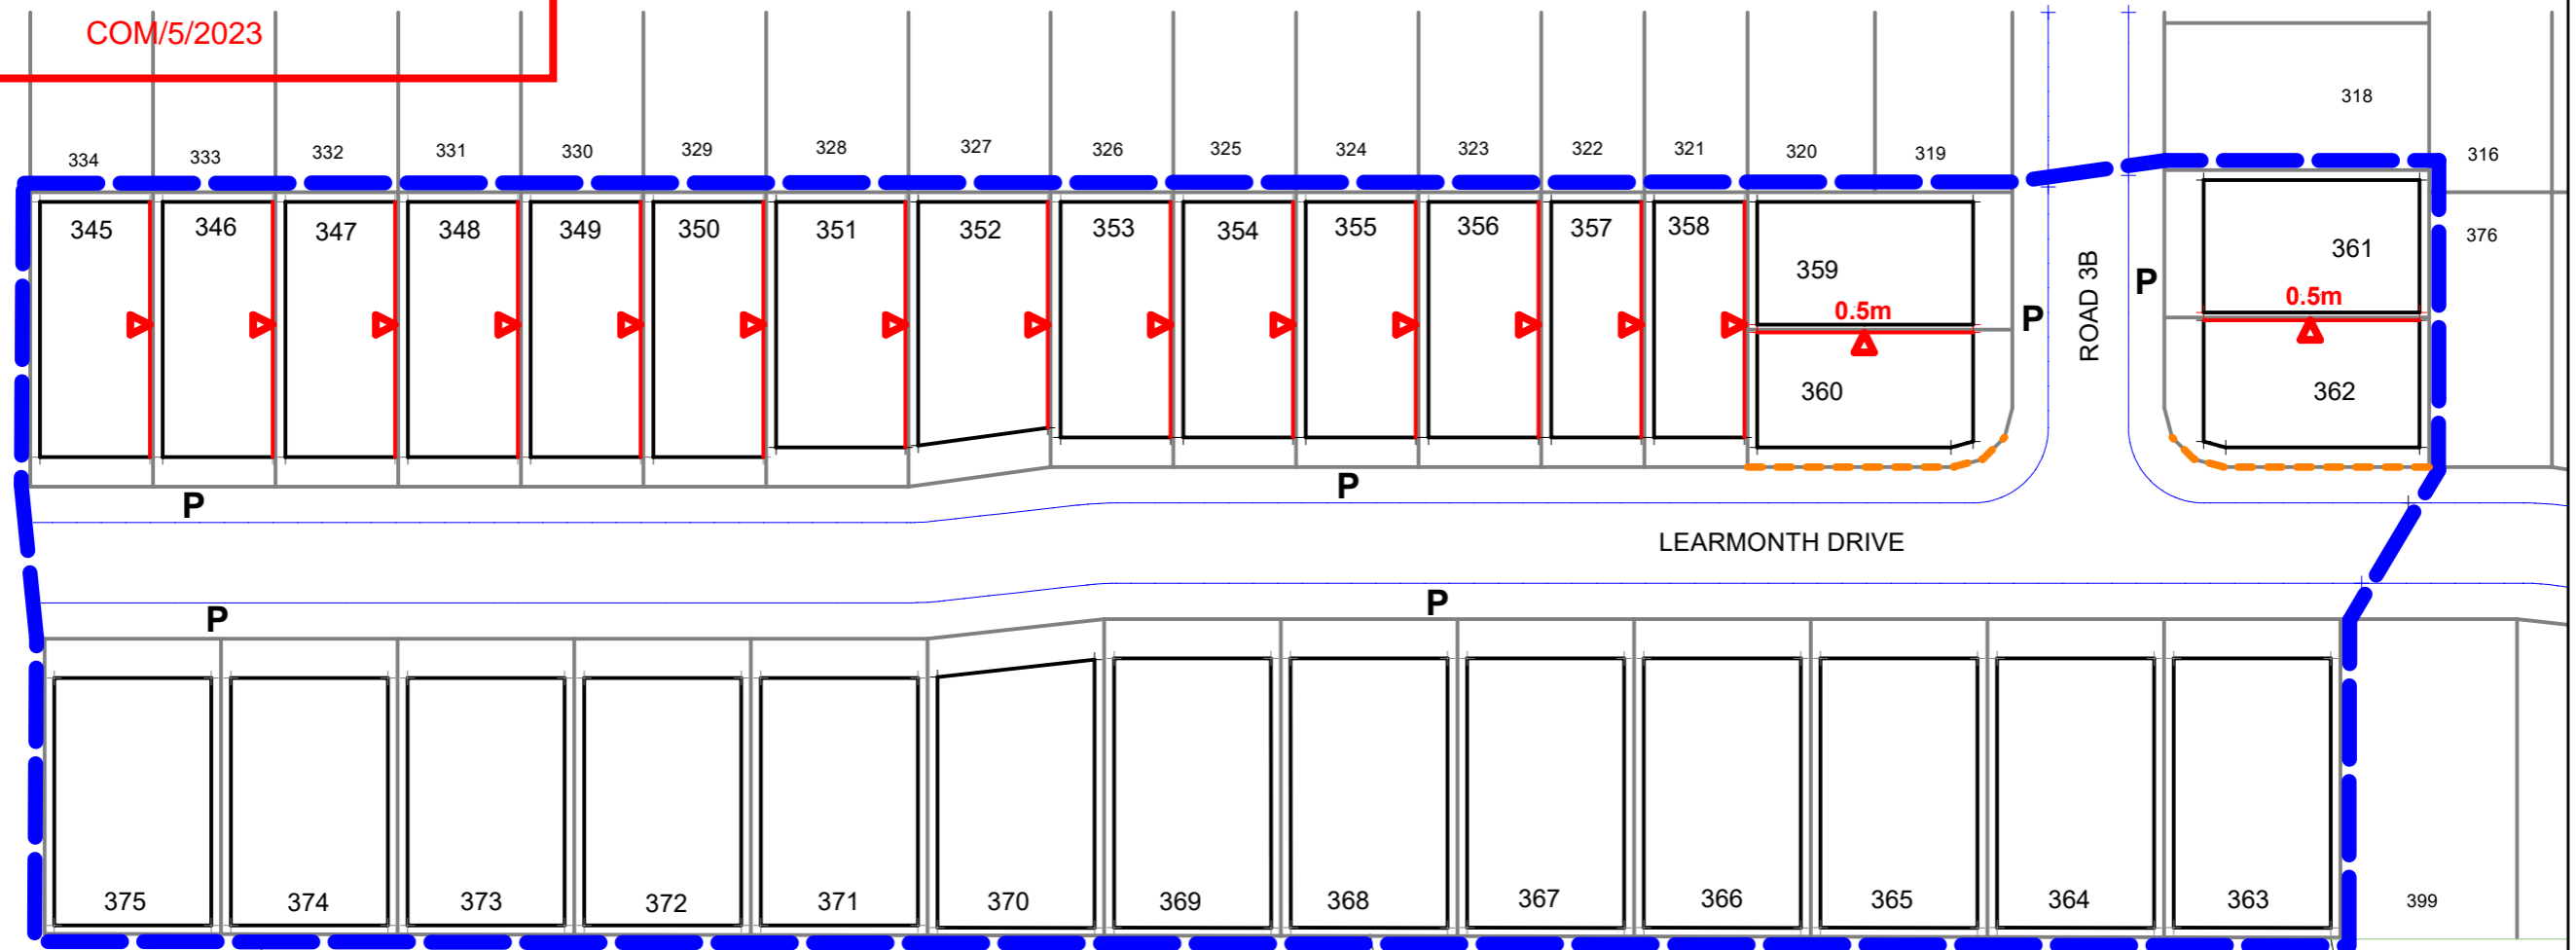 COM/5/2023
318
334 333 332 331 330 329 328 327 326 325 324 323 322 321 320 319 316
345 346 347 348 349 350 351 352 353 354 355 356 357 358 361 376
359 P
0.5m 0.5m
P ROAD 3B
360 362
P P
LEARMONTH DRIVE
P P
375 374 373 372 371 370 369 368 367 366 365 364 363 399